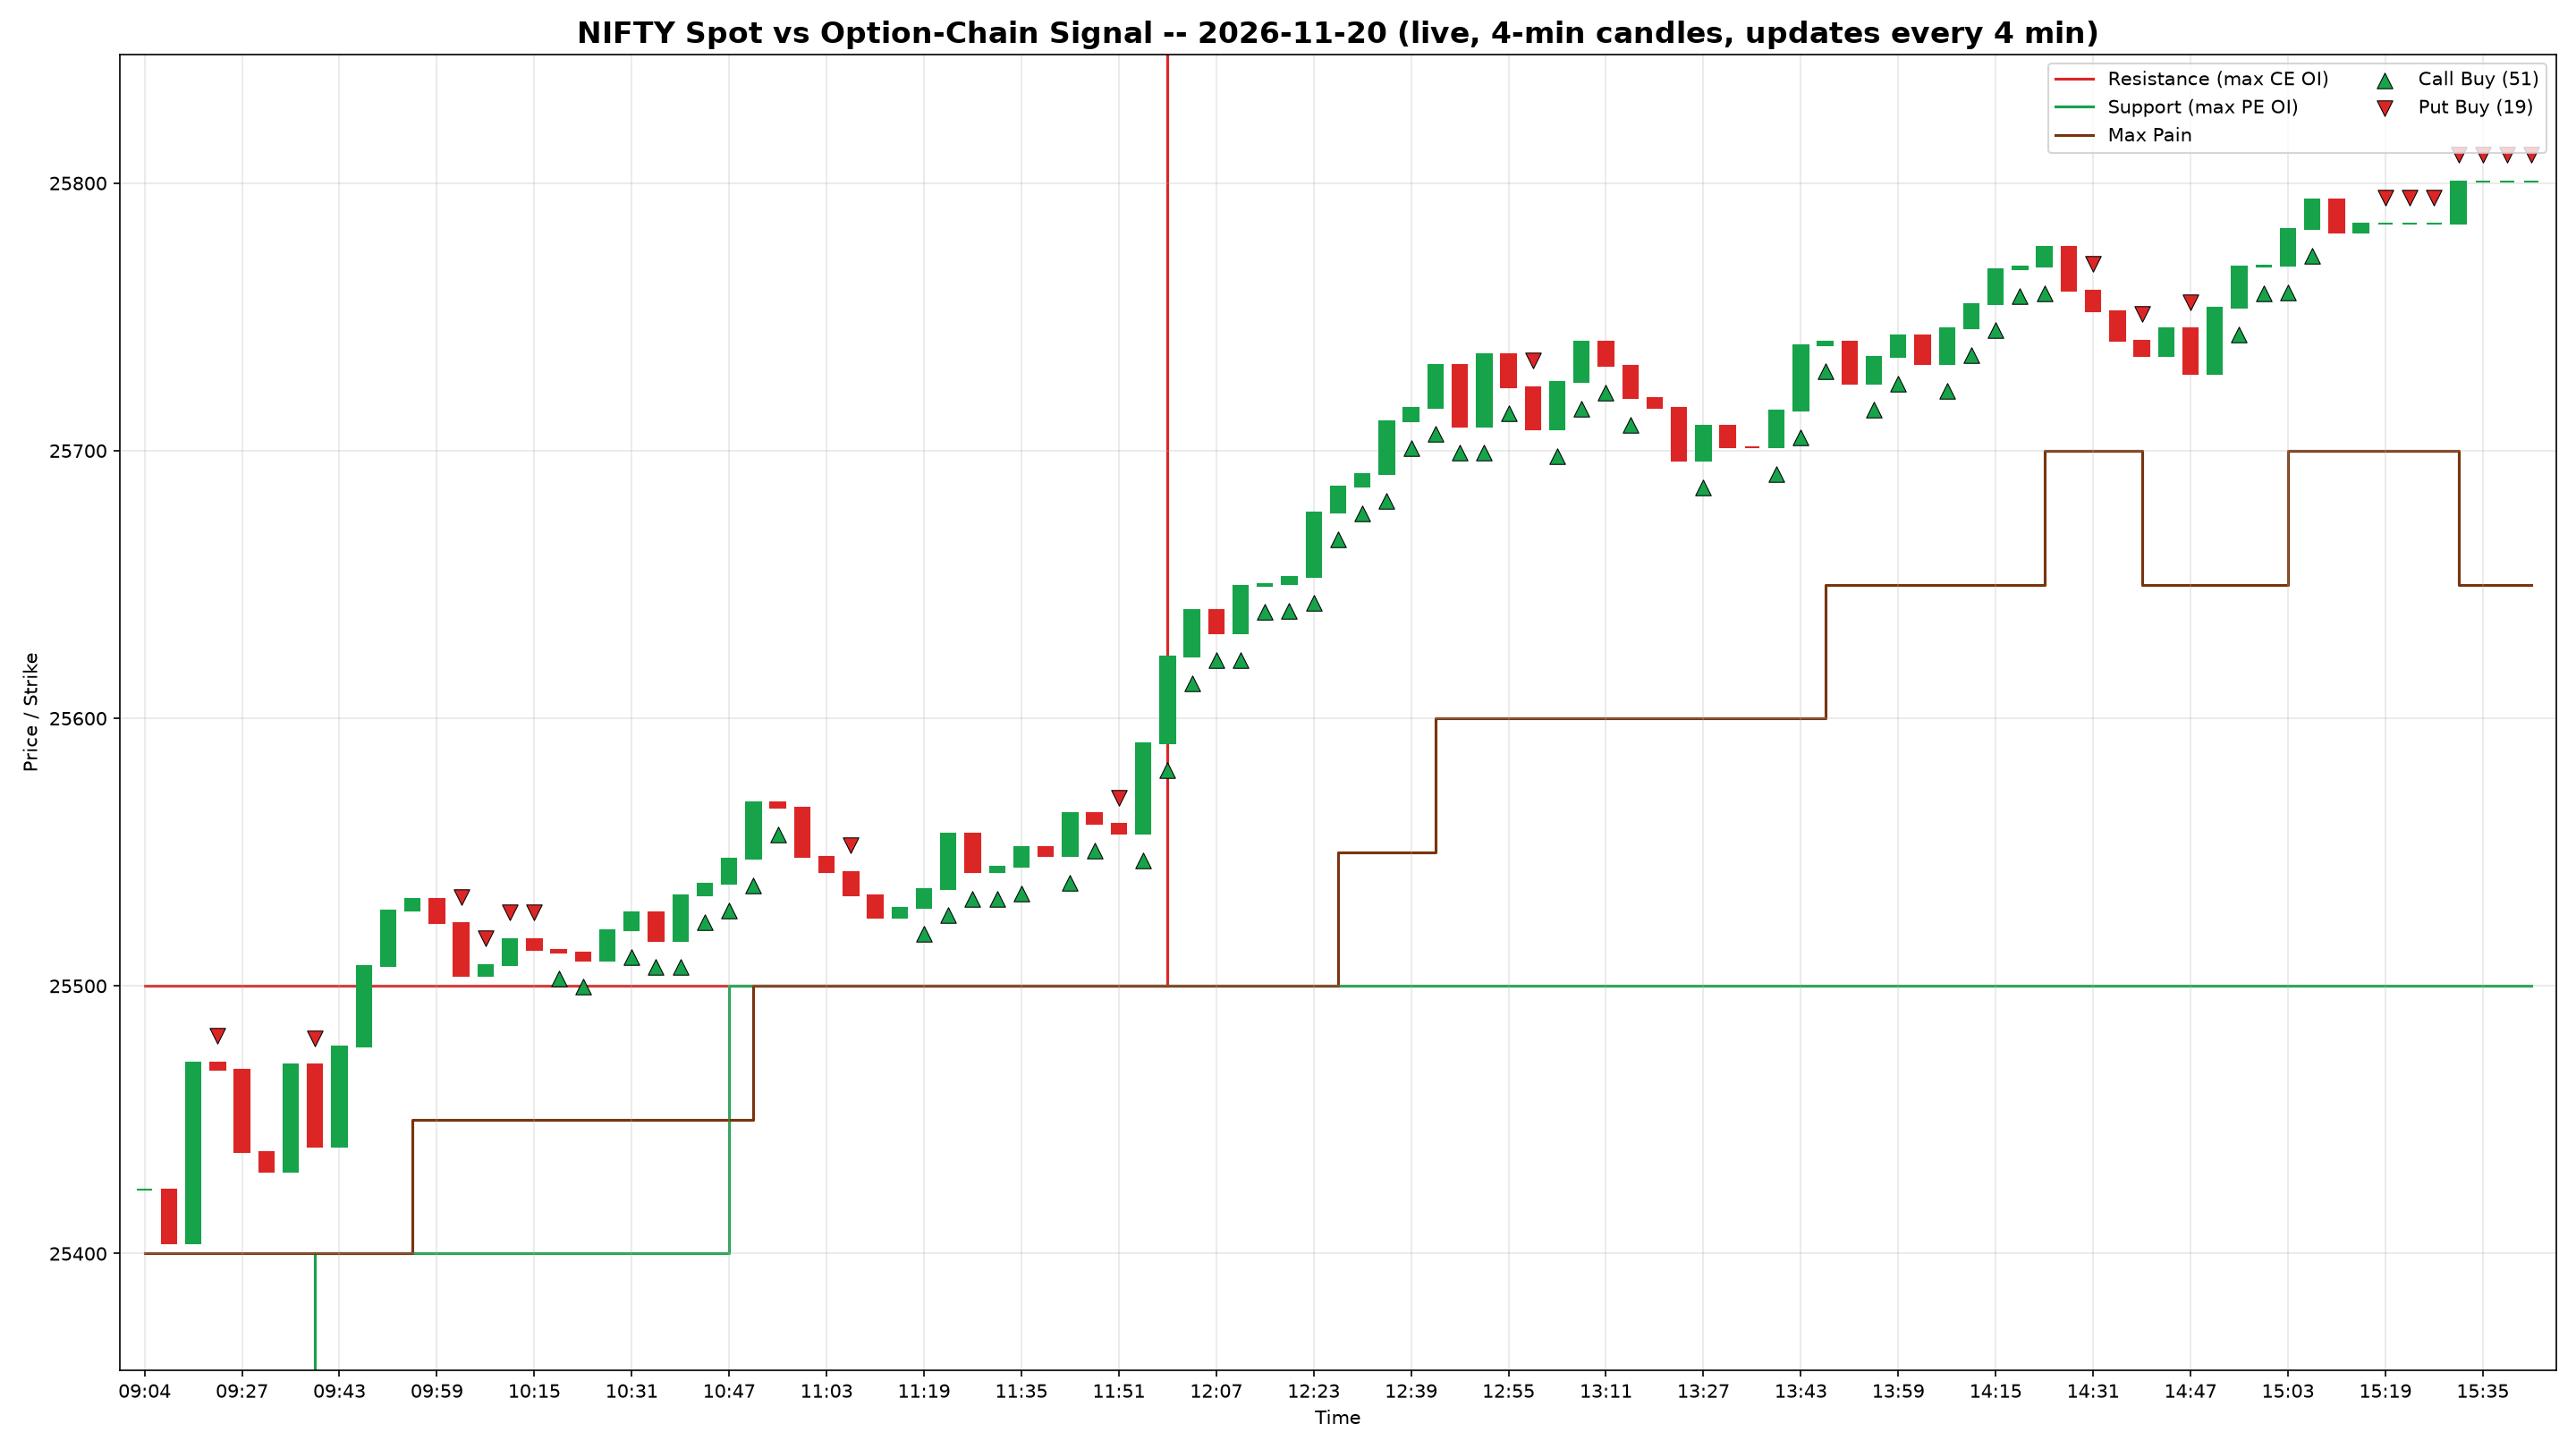 NIFTY Spot vs Option-Chain Signal -- 2026-11-20 (live, 4-min candles, updates every 4 min)
Resistance (max CE OI)
Support (max PE OI)
Max Pain
Call Buy (51)
Put Buy (19)
Price / Strike
25800
25700
25600
25500
25400
09:04 09:27 09:43 09:59 10:15 10:31 10:47 11:03 11:19 11:35 11:51 12:07 12:23 12:39 12:55 13:11 13:27 13:43 13:59 14:15 14:31 14:47 15:03 15:19 15:35
Time